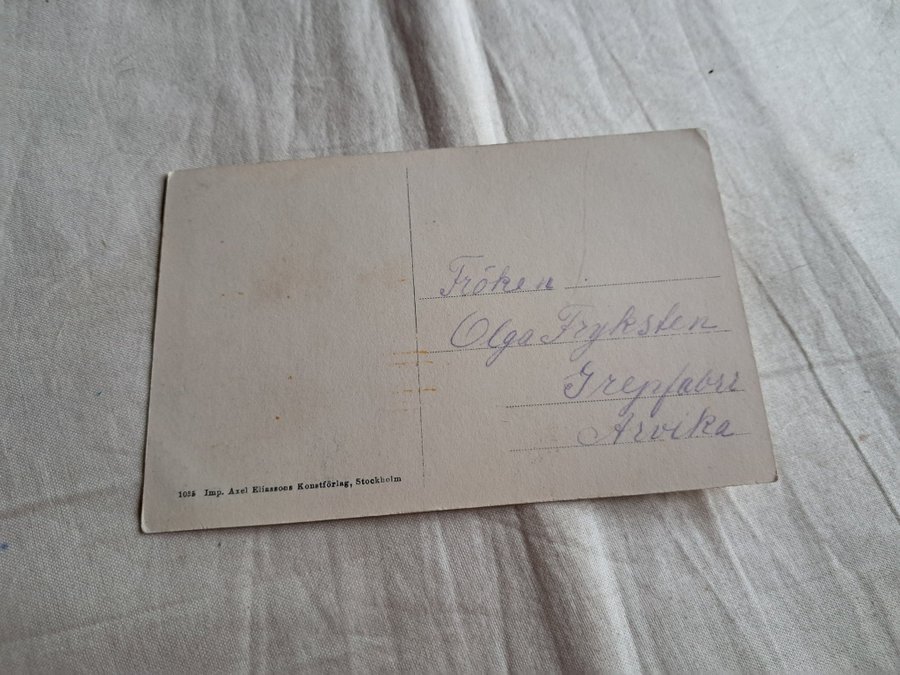 Fröken
Olga Fryksten
Grepfabri
Arvika
1055 Imp. Axel Eliassons Konstförlag, Stockholm